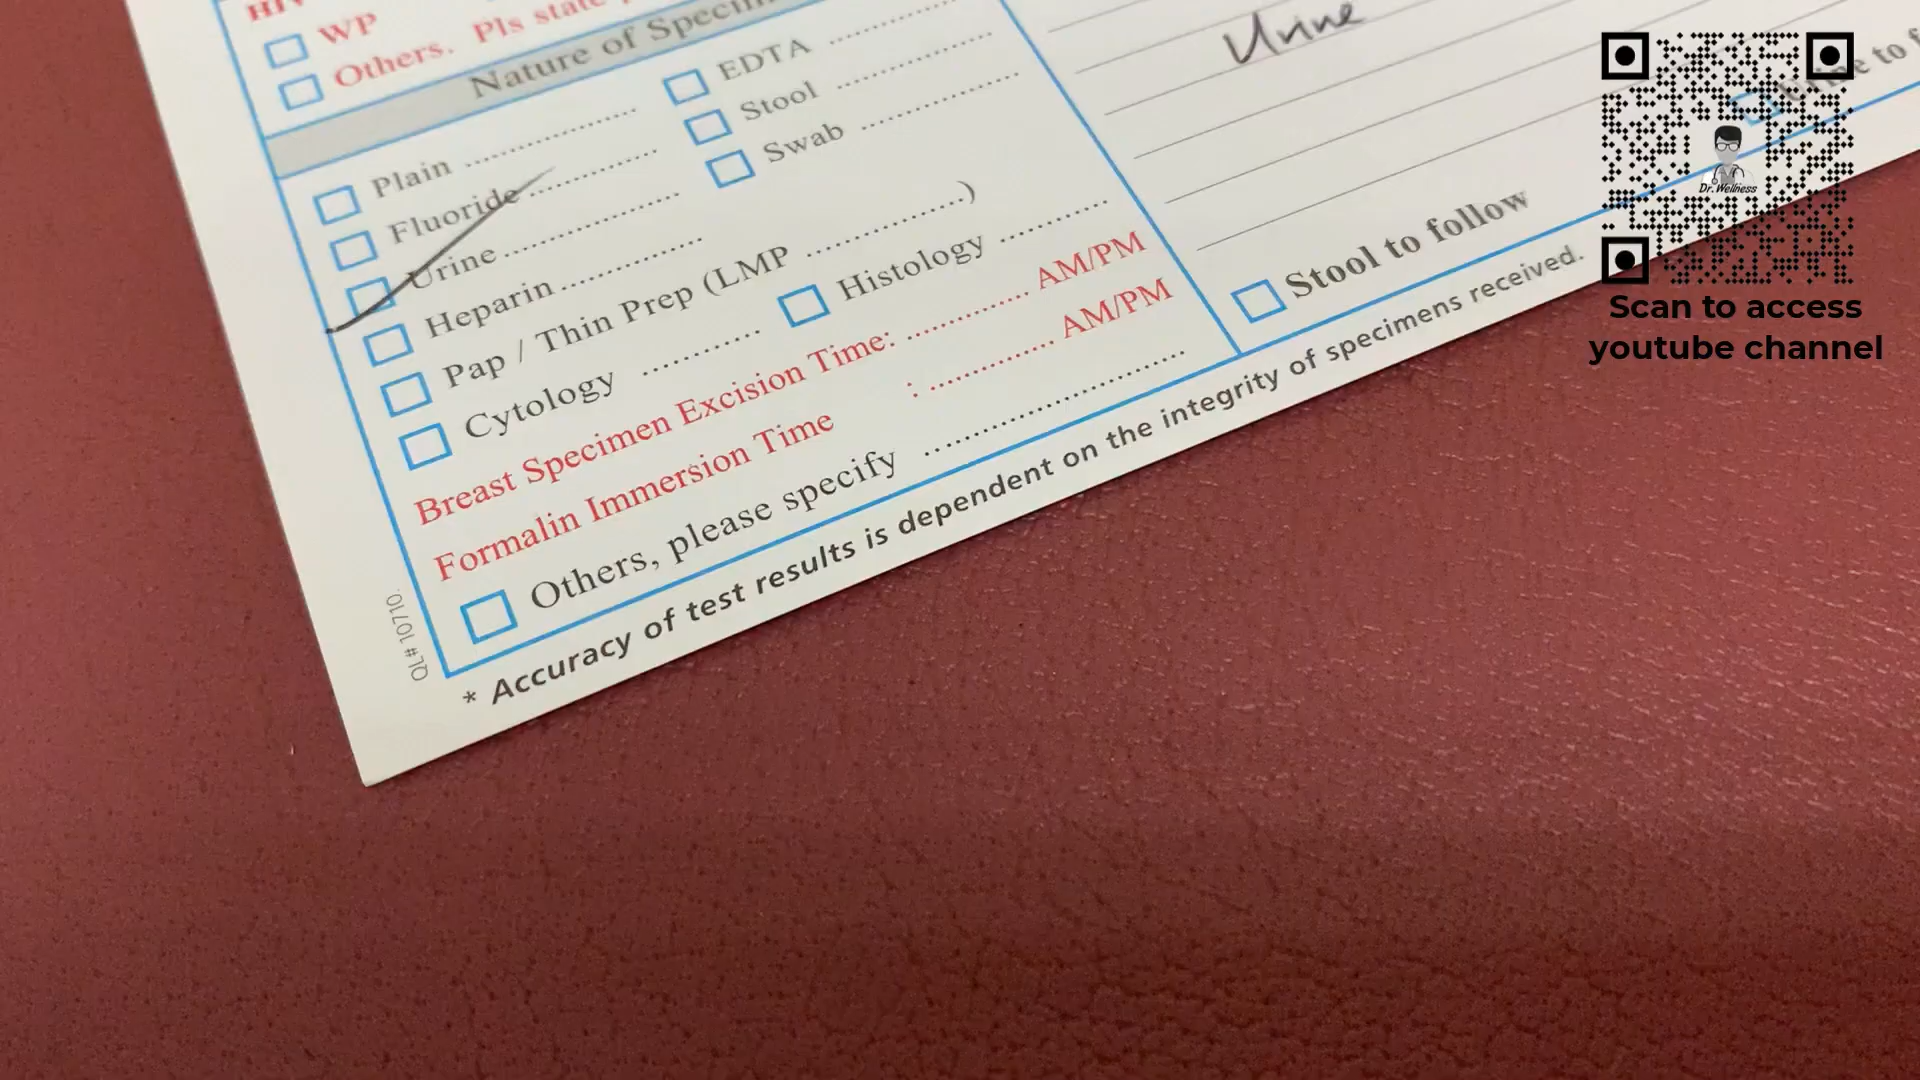 HIV
WP
Others. Pls state
Nature of Specim
Plain ............
EDTA ............
Fluoride ............
Stool ............
Urine ............
Swab ............
Heparin ............
Pap / Thin Prep (LMP ............)
Cytology ............
Histology ............
Breast Specimen Excision Time: ............ AM/PM
Formalin Immersion Time : ............ AM/PM
Others, please specify ............
* Accuracy of test results is dependent on the integrity of specimens received.
QL# 10710.
Urine
Urine to f
Stool to follow
Dr. Wellness
Scan to access
youtube channel